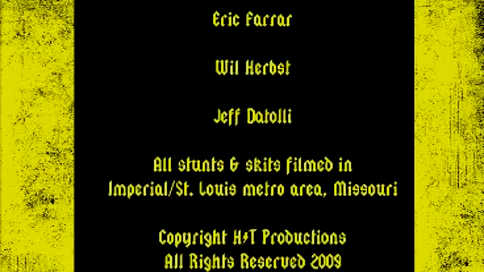 Eric Farrar
Wil Herbst
Jeff Datolli
All stunts & skits filmed in
Imperial/St. Louis metro area, Missouri
Copyright H⚡T Productions
All Rights Reserved 2009